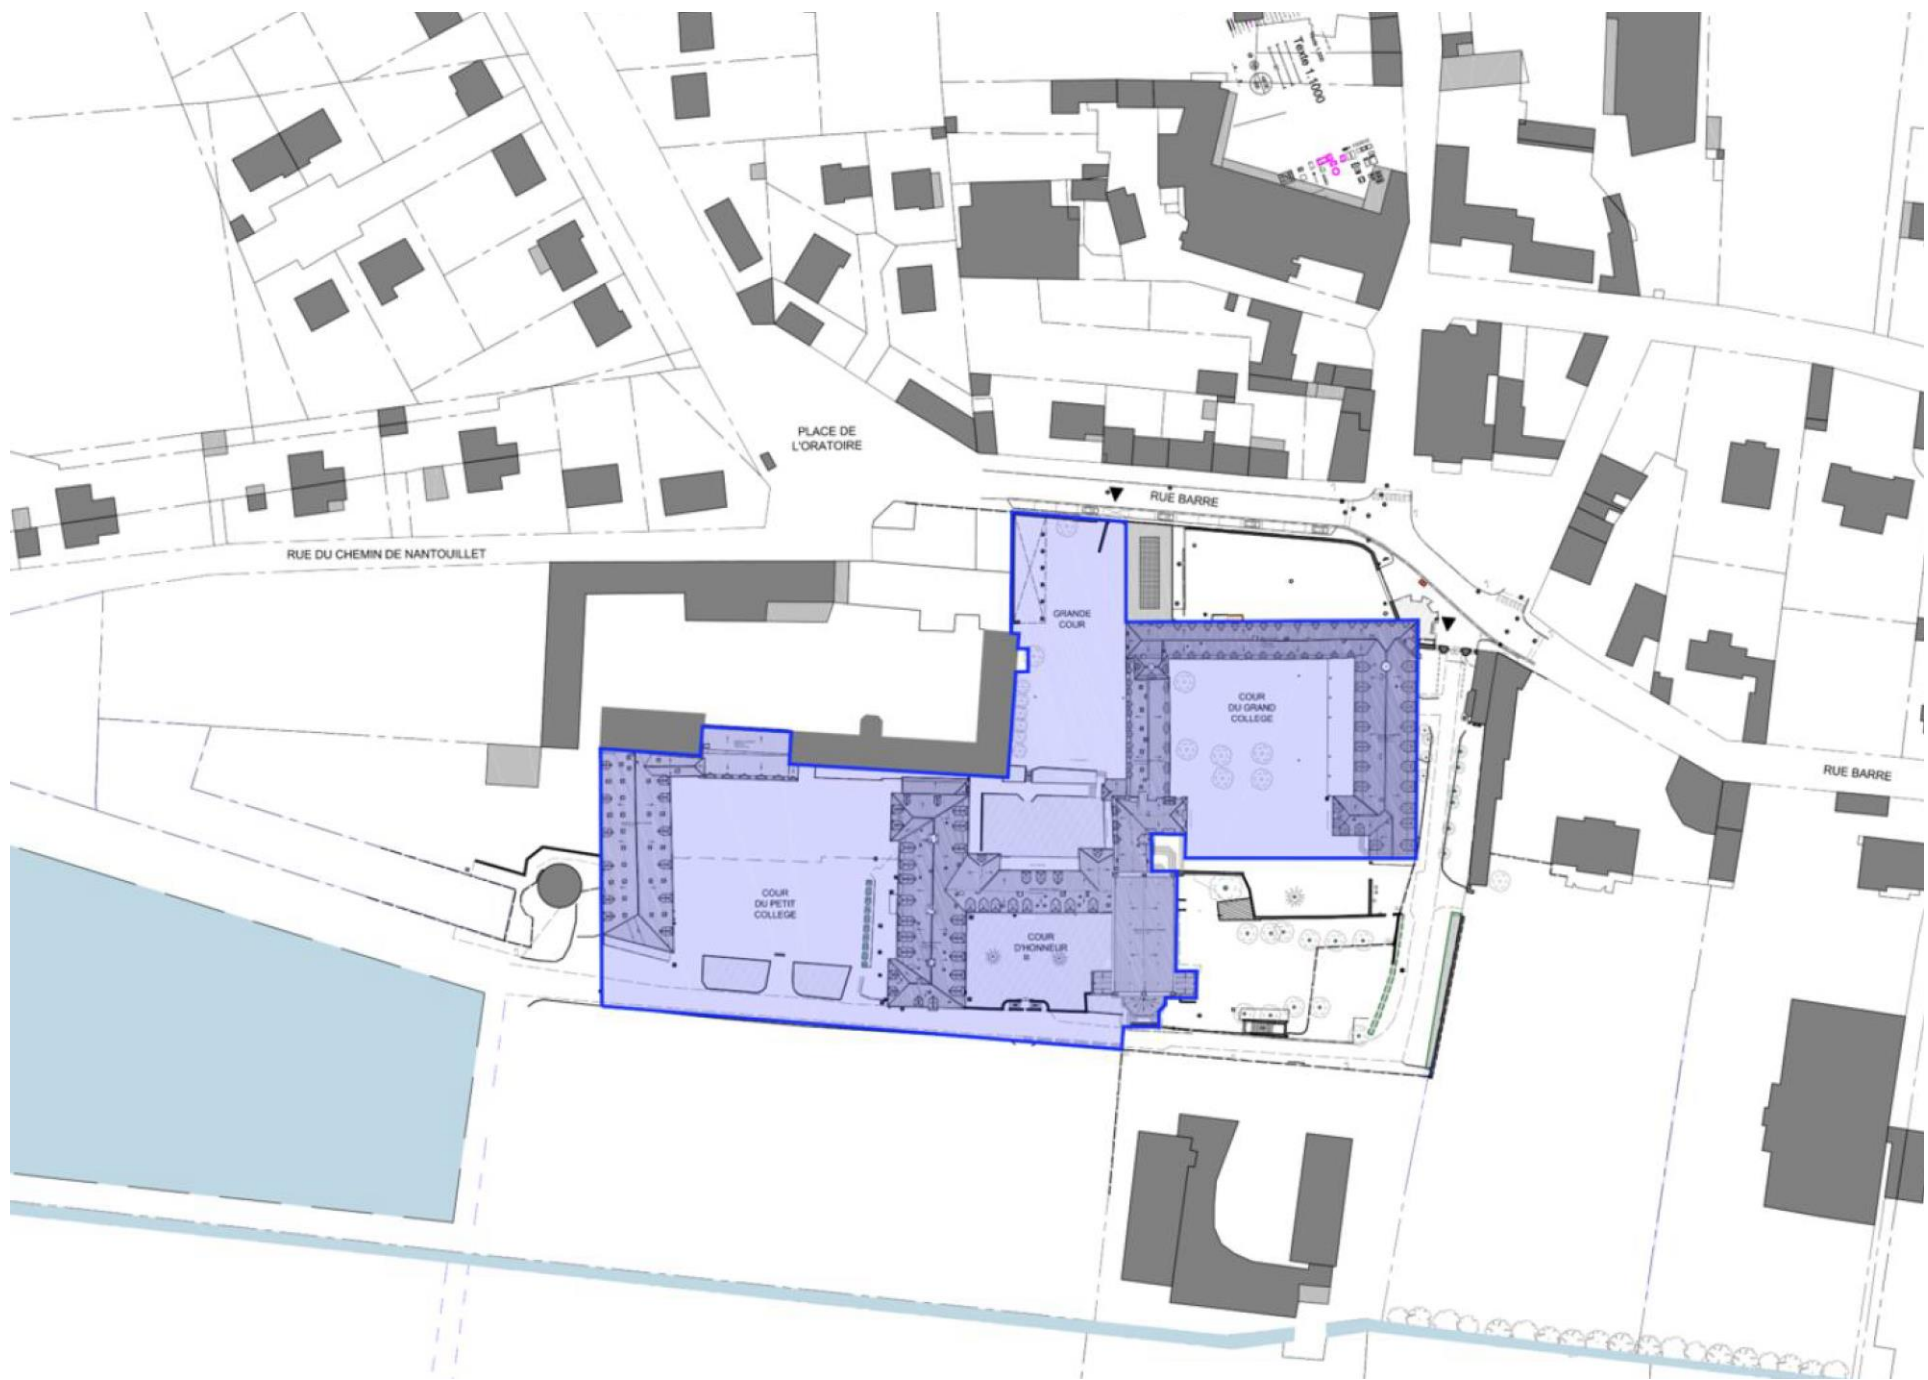 Texte 1.1000
PLACE DE
L'ORATOIRE
RUE BARRE
RUE DU CHEMIN DE NANTOUILLET
GRANDE
COUR
COUR
DU GRAND
COLLEGE
RUE BARRE
COUR
DU PETIT
COLLEGE
COUR
D'HONNEUR